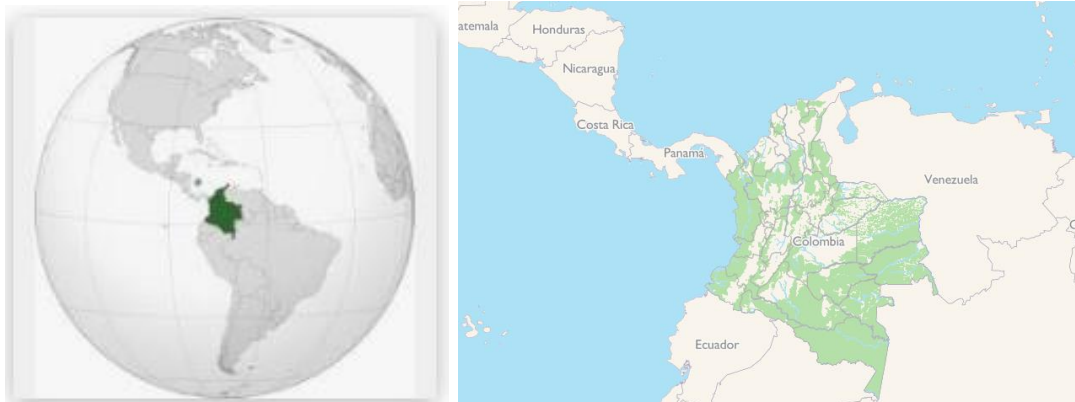 atemala
Honduras
Nicaragua
Costa Rica
Panama
Venezuela
Colombia
Ecuador